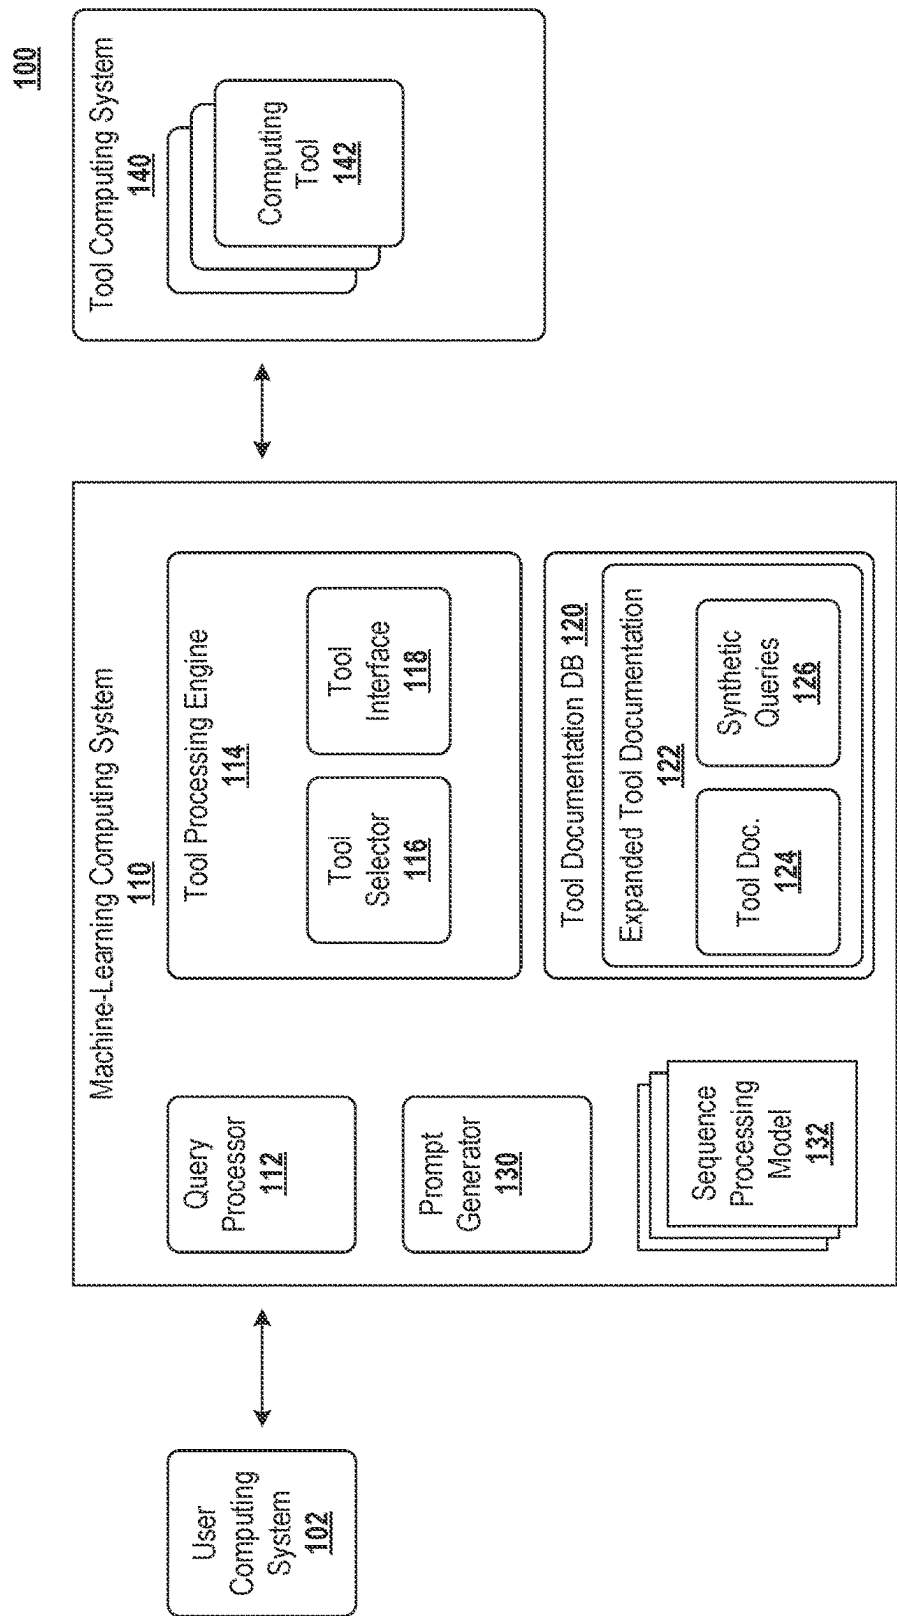 100
User
Computing
System
102
Machine-Learning Computing System
110
Query
Processor
112
Prompt
Generator
130
Sequence
Processing
Model
132
Tool Processing Engine
114
Tool
Selector
116
Tool
Interface
118
Tool Documentation DB 120
Expanded Tool Documentation
122
Tool Doc.
124
Synthetic
Queries
126
Tool Computing System
140
Computing
Tool
142